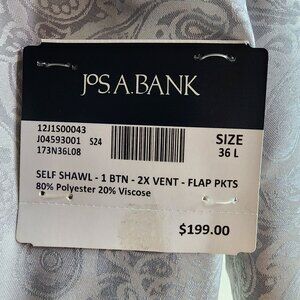 JOS. A. BANK
12J1S00043
J04593001 S24
173N36L08
SIZE
36 L
SELF SHAWL - 1 BTN - 2X VENT - FLAP PKTS
80% Polyester 20% Viscose
$199.00